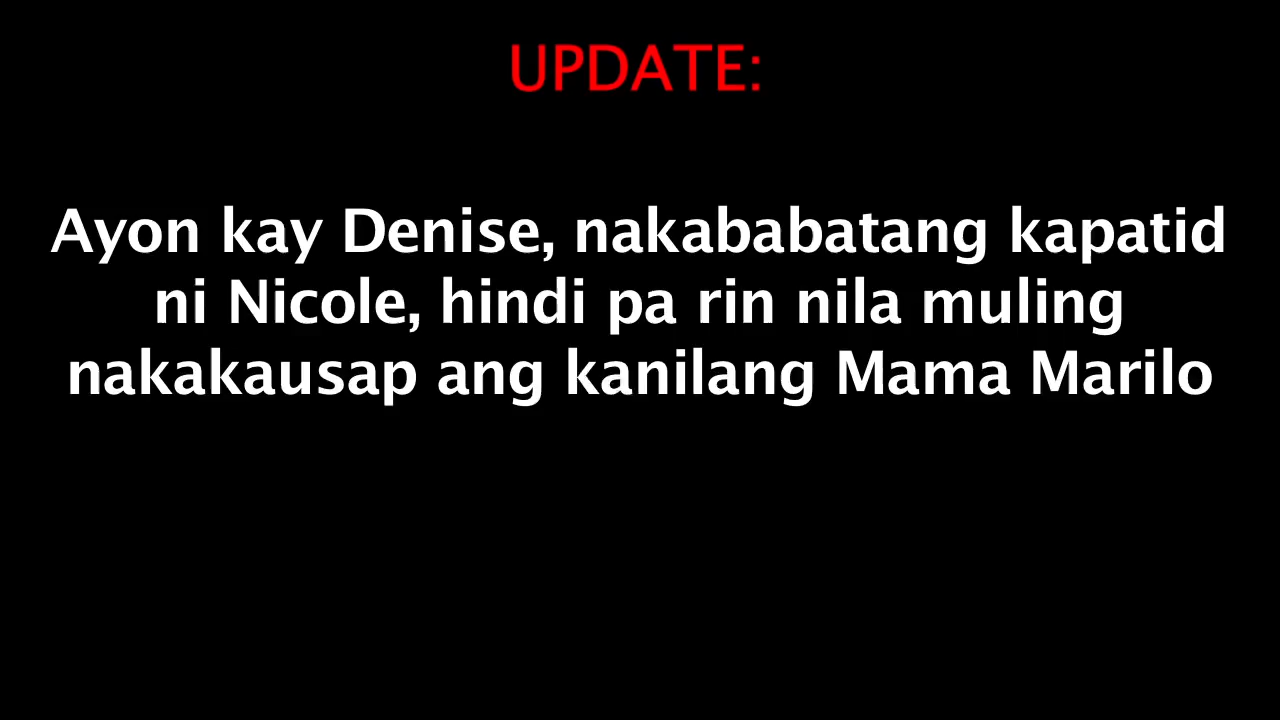 UPDATE:
Ayon kay Denise, nakababatang kapatid
ni Nicole, hindi pa rin nila muling
nakakausap ang kanilang Mama Marilo